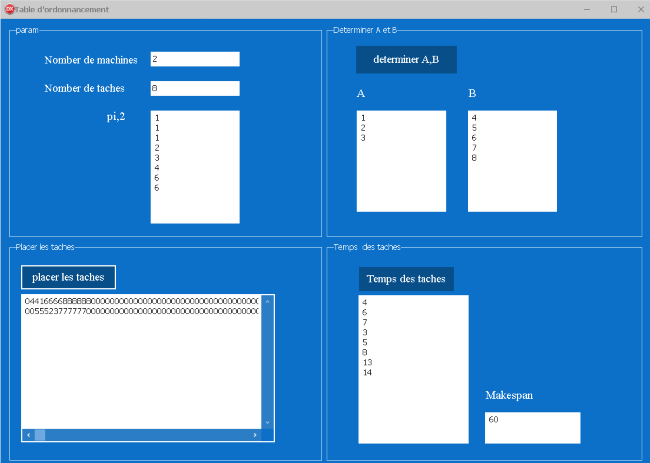 Table d'ordonnancement
param
Nomber de machines
2
Nomber de taches
8
pi,2
1
1
1
2
3
4
6
6
Determiner A et B
determiner A,B
A
B
1
2
3
4
5
6
7
8
Placer les taches
placer les taches
Temps des taches
Temps des taches
4
6
7
3
5
8
13
14
Makespan
60